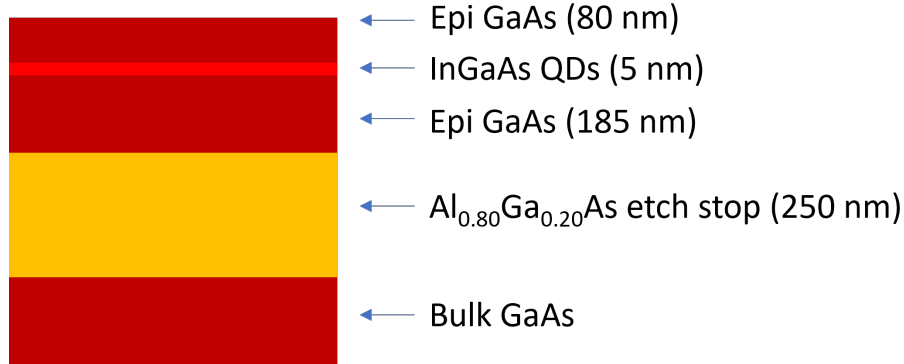 Epi GaAs (80 nm)
InGaAs QDs (5 nm)
Epi GaAs (185 nm)
Al₀.₈₀Ga₀.₂₀As etch stop (250 nm)
Bulk GaAs